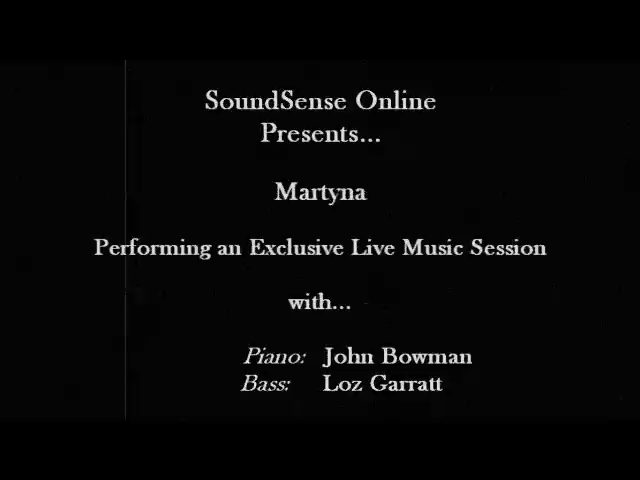 SoundSense Online
Presents...
Martyna
Performing an Exclusive Live Music Session
with...
Piano: John Bowman
Bass: Loz Garratt